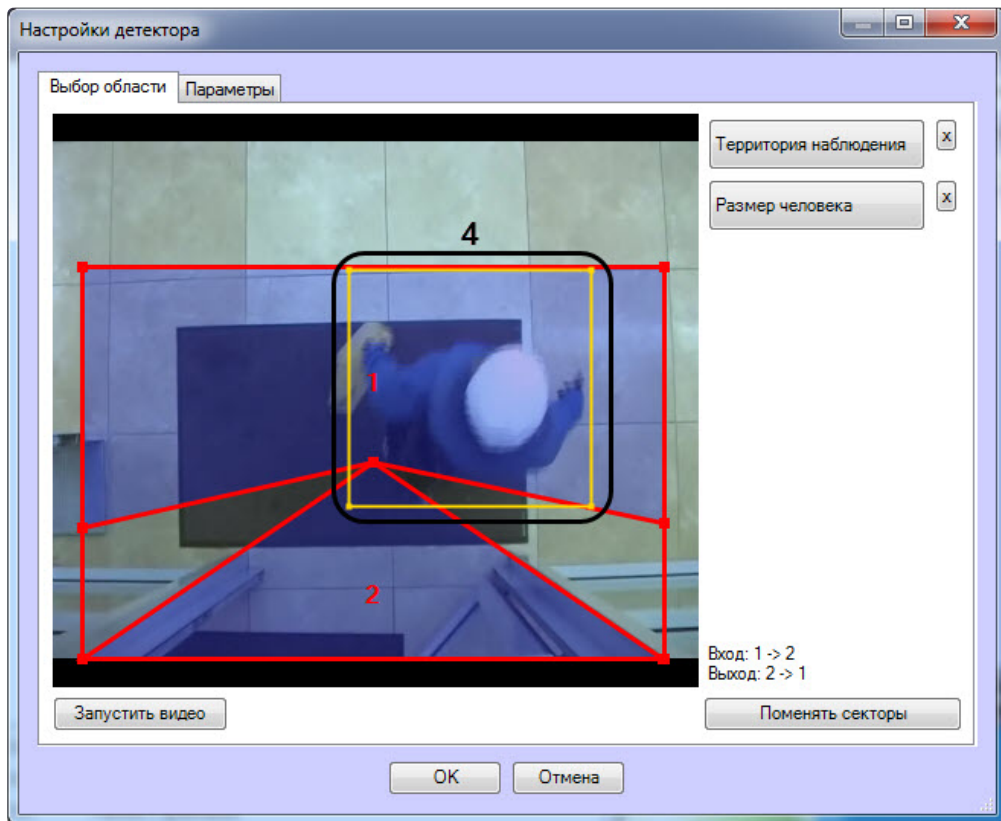 Настройки детектора
Выбор области
Параметры
Территория наблюдения
x
Размер человека
x
4
1
2
Вход: 1 -> 2
Выход: 2 -> 1
Запустить видео
Поменять секторы
OK
Отмена